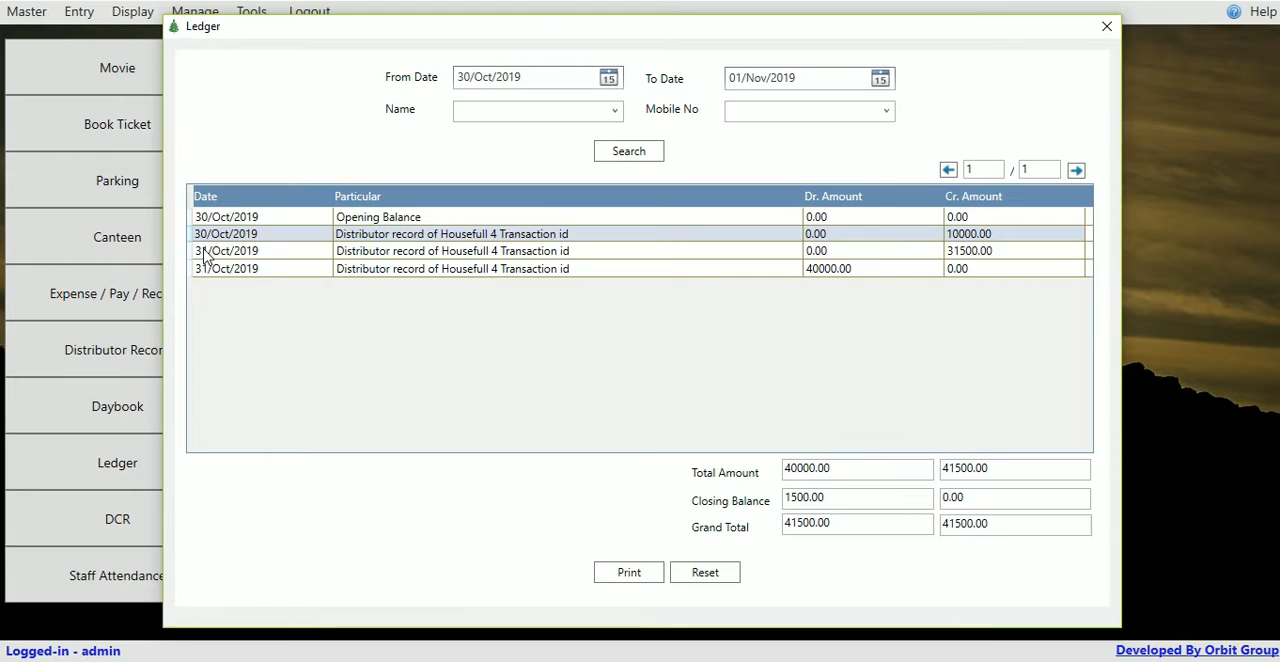 Master Entry Display Manage Tools Logout Help
Ledger
Movie
Book Ticket
Parking
Canteen
Expense / Pay / Rec
Distributor Recor
Daybook
Ledger
DCR
Staff Attendance
From Date 30/Oct/2019 15 To Date 01/Nov/2019 15
Name Mobile No
Search
1 / 1
Date Particular Dr. Amount Cr. Amount
30/Oct/2019 Opening Balance 0.00 0.00
30/Oct/2019 Distributor record of Housefull 4 Transaction id 0.00 10000.00
31/Oct/2019 Distributor record of Housefull 4 Transaction id 0.00 31500.00
31/Oct/2019 Distributor record of Housefull 4 Transaction id 40000.00 0.00
Total Amount 40000.00 41500.00
Closing Balance 1500.00 0.00
Grand Total 41500.00 41500.00
Print Reset
Logged-in - admin Developed By Orbit Group